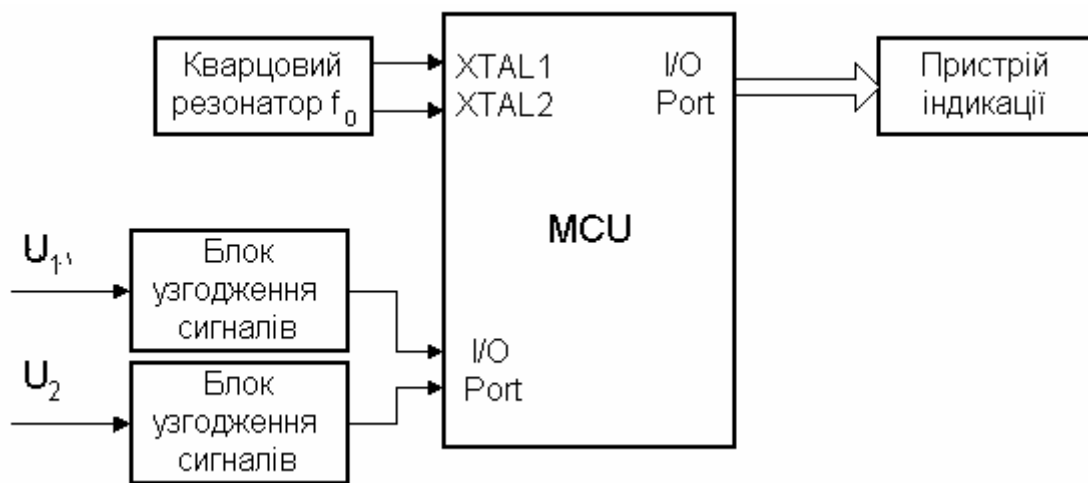 Кварцовий
резонатор f0
XTAL1
XTAL2
I/O
Port
Пристрій
індикації
MCU
U1
Блок
узгодження
сигналів
U2
Блок
узгодження
сигналів
I/O
Port